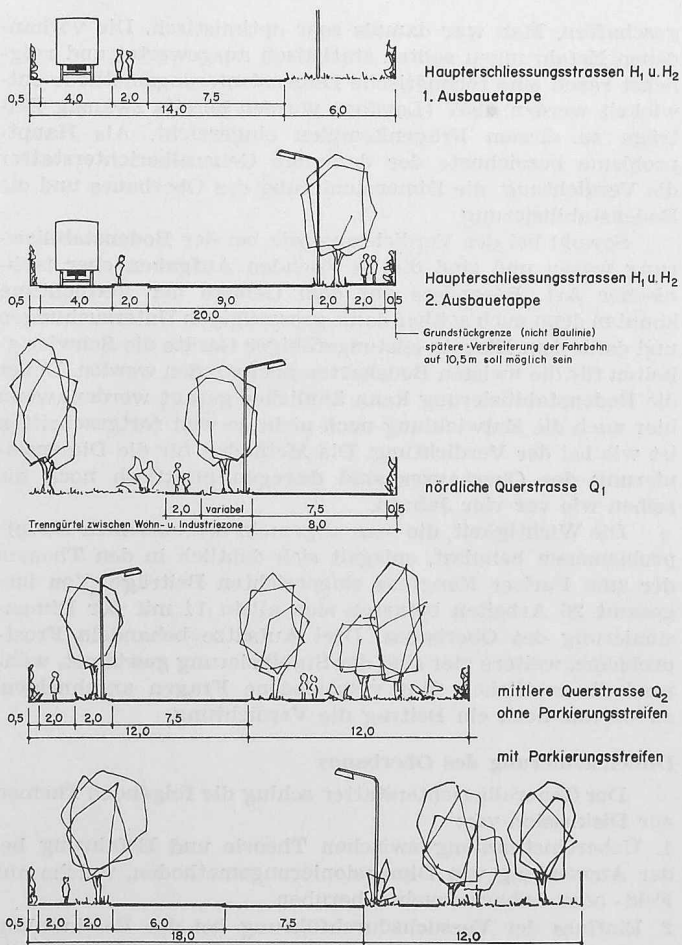 Haupterschliessungsstrassen H1 u. H2
1. Ausbauetappe
0,5 4,0 2,0 7,5
14,0 6,0
Haupterschliessungsstrassen H1 u. H2
2. Ausbauetappe
0,5 4,0 2,0 9,0 2,0 2,0 0,5
20,0
Grundstückgrenze (nicht Baulinie)
spätere Verbreiterung der Fahrbahn
auf 10,5m soll möglich sein
nördliche Querstrasse Q1
2,0 variabel 7,5 0,5
Trenngürtel zwischen Wohn- u. Industriezone 8,0
mittlere Querstrasse Q2
ohne Parkierungsstreifen
0,5 2,0 2,0 7,5
12,0 12,0
mit Parkierungsstreifen
0,5 2,0 2,0 6,0 7,5
18,0 12,0